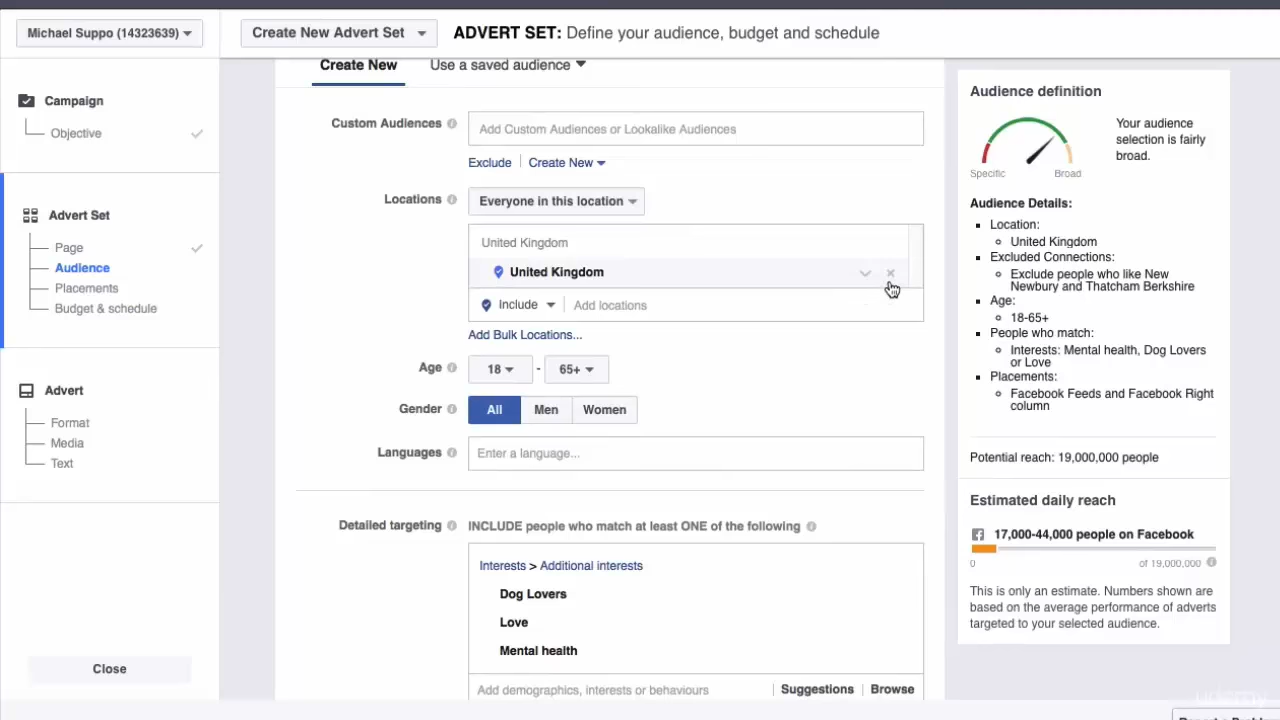 Michael Suppo (14323639)
Create New Advert Set
ADVERT SET: Define your audience, budget and schedule
Campaign
Objective
Advert Set
Page
Audience
Placements
Budget & schedule
Advert
Format
Media
Text
Close
Create New
Use a saved audience
Custom Audiences
Add Custom Audiences or Lookalike Audiences
Exclude
Create New
Locations
Everyone in this location
United Kingdom
United Kingdom
Include
Add locations
Add Bulk Locations...
Age
18 - 65+
Gender
All
Men
Women
Languages
Enter a language...
Detailed targeting
INCLUDE people who match at least ONE of the following
Interests > Additional interests
Dog Lovers
Love
Mental health
Add demographics, interests or behaviours
Suggestions
Browse
Audience definition
Specific
Broad
Your audience
selection is fairly
broad.
Audience Details:
Location:
United Kingdom
Excluded Connections:
Exclude people who like New
Newbury and Thatcham Berkshire
Age:
18-65+
People who match:
Interests: Mental health, Dog Lovers
or Love
Placements:
Facebook Feeds and Facebook Right
column
Potential reach: 19,000,000 people
Estimated daily reach
17,000-44,000 people on Facebook
0
of 19,000,000
This is only an estimate. Numbers shown are
based on the average performance of adverts
targeted to your selected audience.
udemy